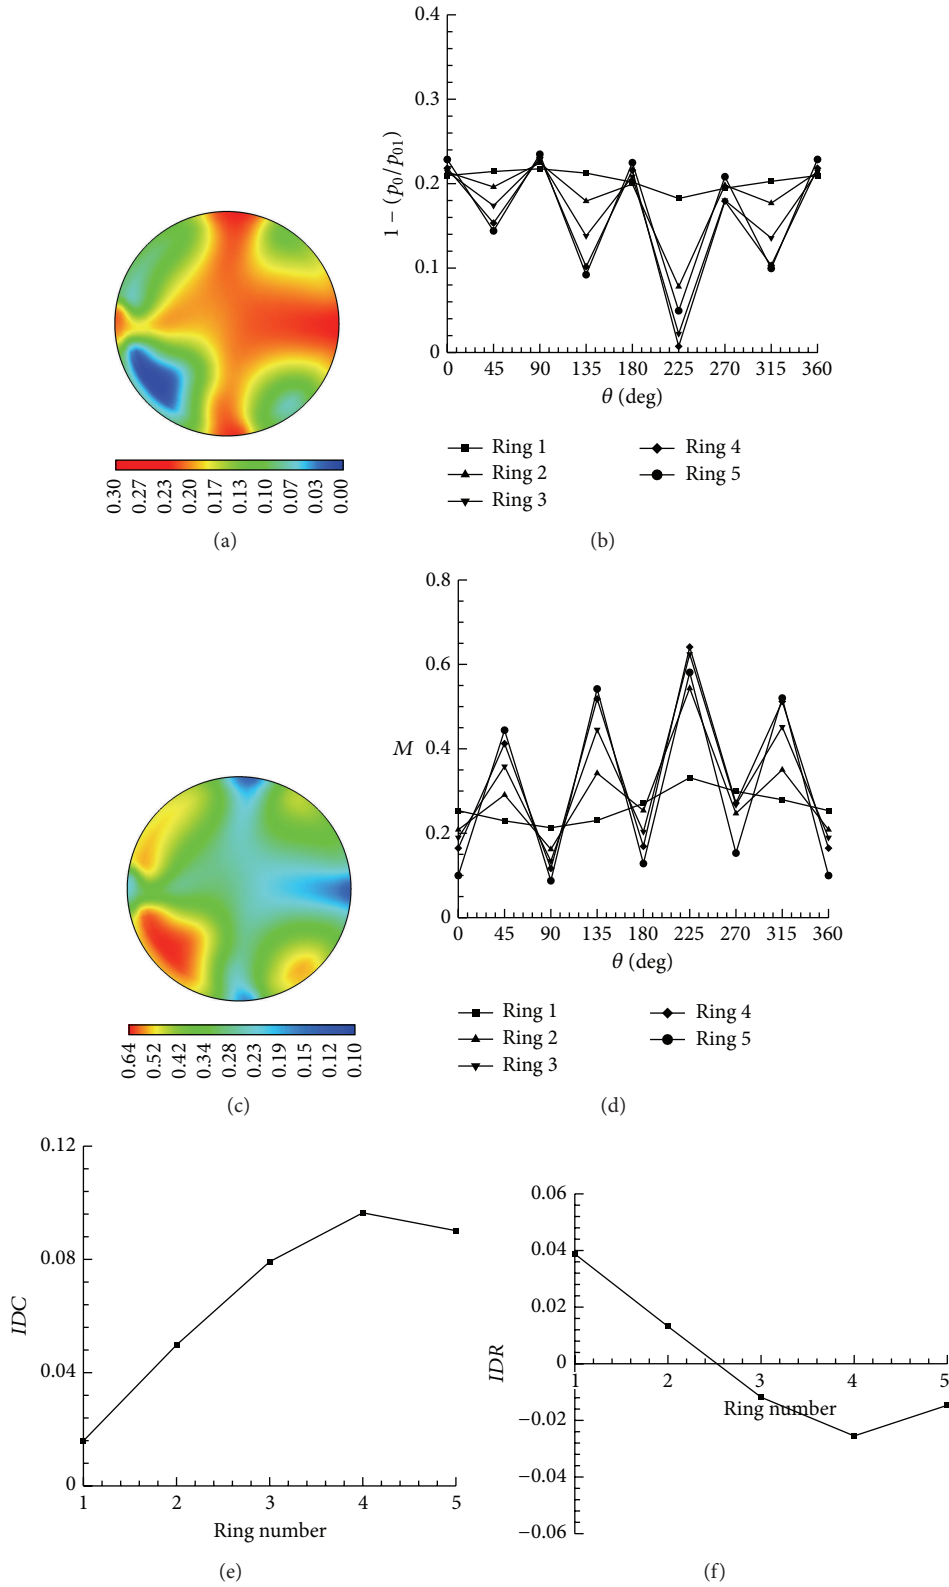 0.4
0.3
0.2
0.1
0
1 − (p0/p01)
0 45 90 135 180 225 270 315 360
θ (deg)
Ring 1
Ring 2
Ring 3
Ring 4
Ring 5
0.30 0.27 0.23 0.20 0.17 0.13 0.10 0.07 0.03 0.00
(a)
(b)
0.8
0.6
0.4
0.2
0
M
0 45 90 135 180 225 270 315 360
θ (deg)
Ring 1
Ring 2
Ring 3
Ring 4
Ring 5
0.64 0.52 0.42 0.34 0.28 0.23 0.19 0.15 0.12 0.10
(c)
(d)
0.12
0.08
0.04
0
IDC
1 2 3 4 5
Ring number
(e)
0.06
0.04
0.02
0
−0.02
−0.04
−0.06
IDR
1 2 3 4 5
Ring number
(f)